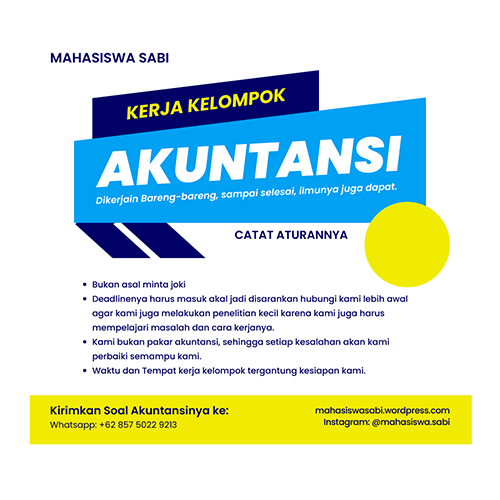 MAHASISWA SABI
KERJA KELOMPOK
AKUNTANSI
Dikerjain Bareng-bareng, sampai selesai, ilmunya juga dapat.
CATAT ATURANNYA
• Bukan asal minta joki
• Deadlinenya harus masuk akal jadi disarankan hubungi kami lebih awal
agar kami juga melakukan penelitian kecil karena kami juga harus
mempelajari masalah dan cara kerjanya.
• Kami bukan pakar akuntansi, sehingga setiap kesalahan akan kami
perbaiki semampu kami.
• Waktu dan Tempat kerja kelompok tergantung kesiapan kami.
Kirimkan Soal Akuntansinya ke:
Whatsapp: +62 857 5022 9213
mahasiswasabi.wordpress.com
Instagram: @mahasiswa.sabi